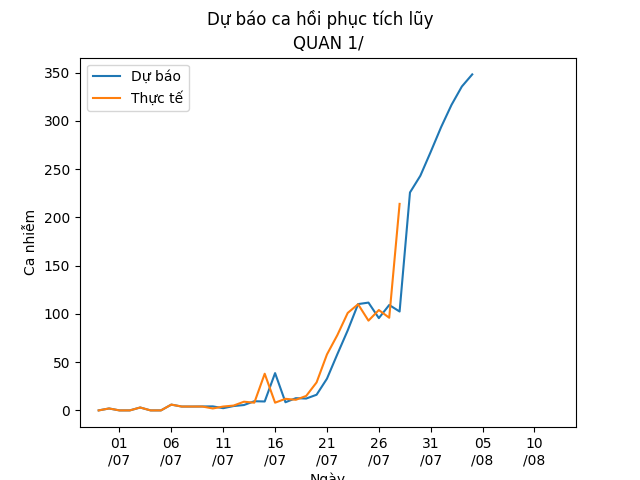 Dự báo ca hồi phục tích lũy
QUAN 1/
Dự báo
Thực tế
Ca nhiễm
350
300
250
200
150
100
50
0
01 06 11 16 21 26 31 05 10
/07 /07 /07 /07 /07 /07 /07 /08 /08
Ngày